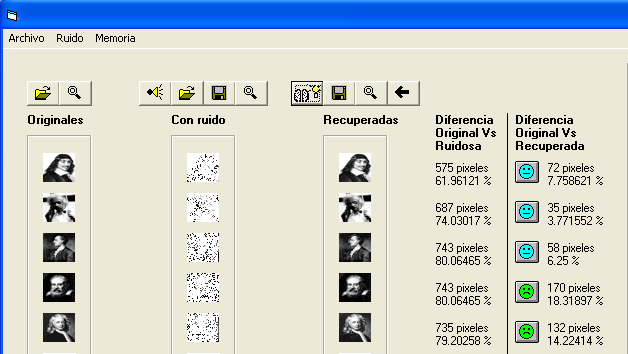 Archivo Ruido Memoria
Originales
Con ruido
Recuperadas
Diferencia
Original Vs
Ruidosa
Diferencia
Original Vs
Recuperada
575 pixeles
61.96121 %
72 pixeles
7.758621 %
687 pixeles
74.03017 %
35 pixeles
3.771552 %
743 pixeles
80.06465 %
58 pixeles
6.25 %
743 pixeles
80.06465 %
170 pixeles
18.31897 %
735 pixeles
79.20258 %
132 pixeles
14.22414 %